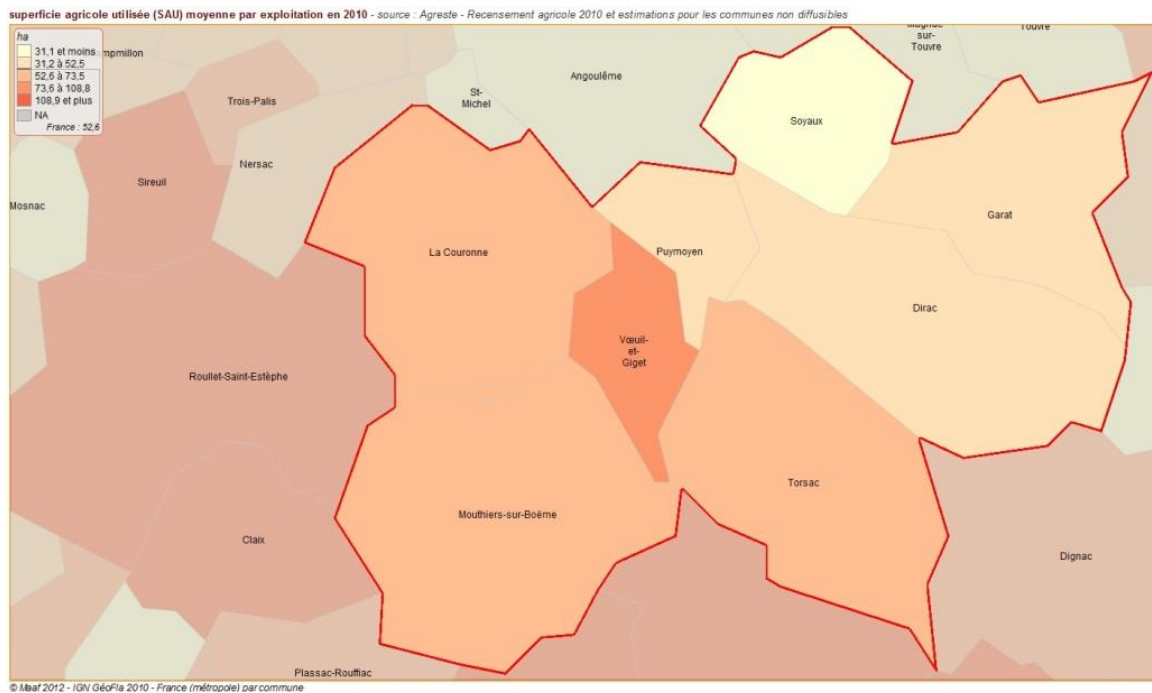 superficie agricole utilisée (SAU) moyenne par exploitation en 2010 - source : Agreste - Recensement agricole 2010 et estimations pour les communes non diffusibles
ha
31,1 et moins
31,2 à 52,5
52,6 à 73,5
73,6 à 108,8
108,9 et plus
NA
France : 52,6
mpmillon
sur-
Touvre
Touvre
Angoulême
St-
Michel
Trois-Palis
Soyaux
Nersac
Sireuil
Mosnac
Garat
La Couronne
Puymoyen
Dirac
Vœuil-
et-
Giget
Roullet-Saint-Estèphe
Torsac
Mouthiers-sur-Boëme
Claix
Dignac
Plassac-Rouffiac
© Maaf 2012 - IGN GéoFla 2010 - France (métropole) par commune